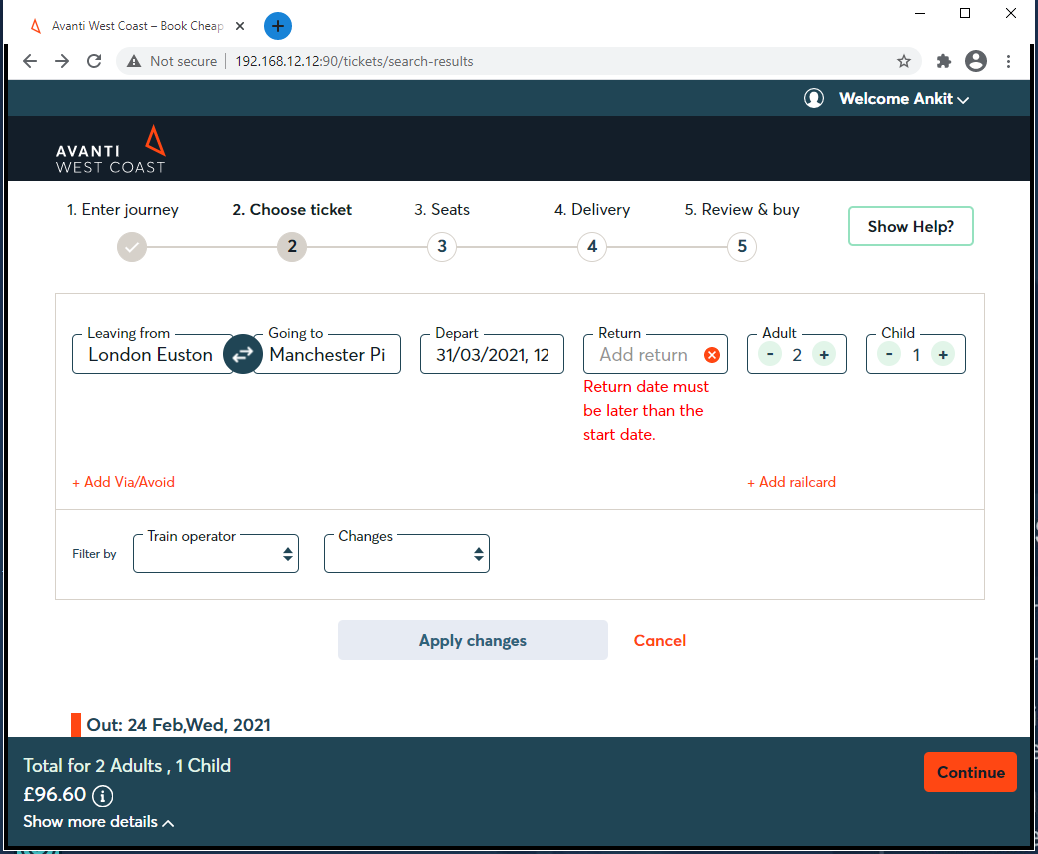 Avanti West Coast – Book Cheap
Not secure
192.168.12.12:90/tickets/search-results
Welcome Ankit
AVANTI
WEST COAST
1. Enter journey
2. Choose ticket
3. Seats
4. Delivery
5. Review & buy
2
3
4
5
Show Help?
Leaving from
London Euston
Going to
Manchester Pi
Depart
31/03/2021, 12
Return
Add return
Adult
- 2 +
Child
- 1 +
Return date must
be later than the
start date.
+ Add Via/Avoid
+ Add railcard
Filter by
Train operator
Changes
Apply changes
Cancel
Out: 24 Feb,Wed, 2021
Total for 2 Adults , 1 Child
£96.60
Show more details
Continue